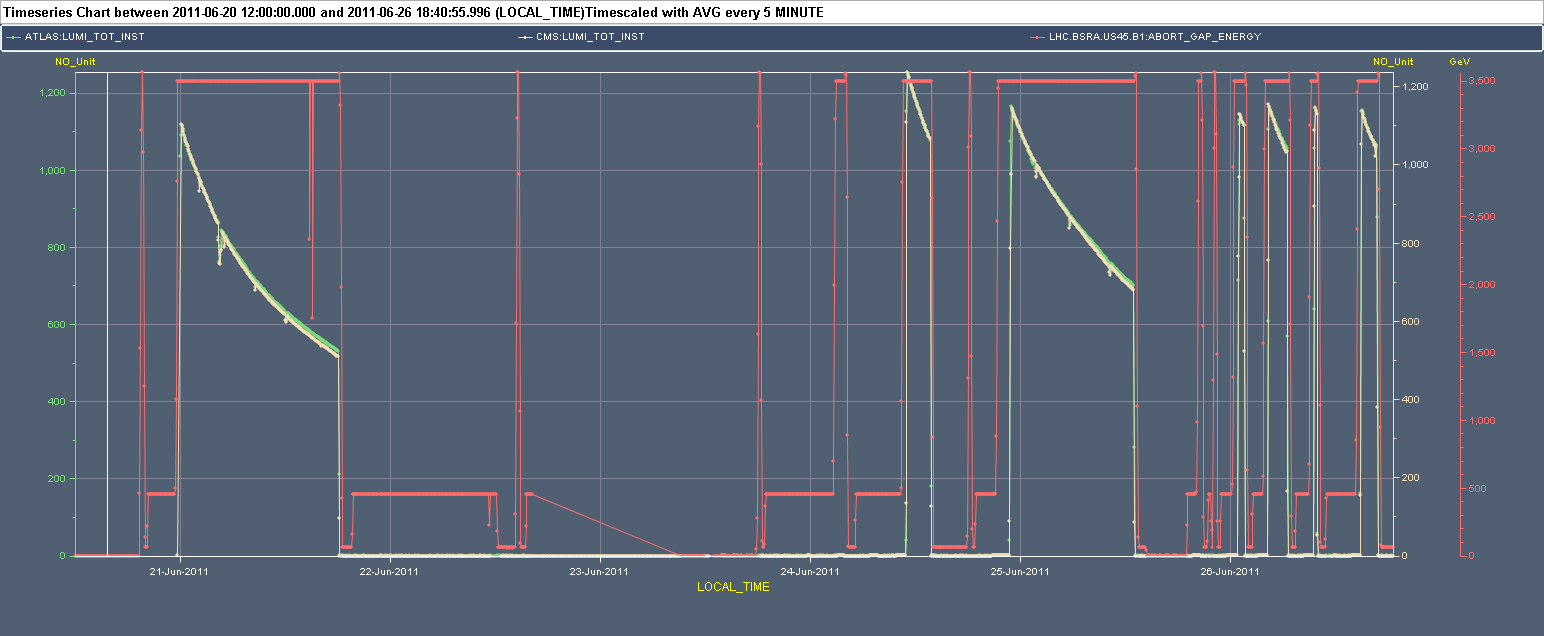 Timeseries Chart between 2011-06-20 12:00:00.000 and 2011-06-26 18:40:55.996 (LOCAL_TIME)Timescaled with AVG every 5 MINUTE
ATLAS:LUMI_TOT_INST CMS:LUMI_TOT_INST LHC.BSRA.US45.B1:ABORT_GAP_ENERGY
NO_Unit NO_Unit GeV
1,200 1,200 3,500
3,000
1,000 1,000
2,500
800 800
2,000
600 600
1,500
400 400
1,000
200 200
500
0 0 0
21-Jun-2011 22-Jun-2011 23-Jun-2011 24-Jun-2011 25-Jun-2011 26-Jun-2011
LOCAL_TIME